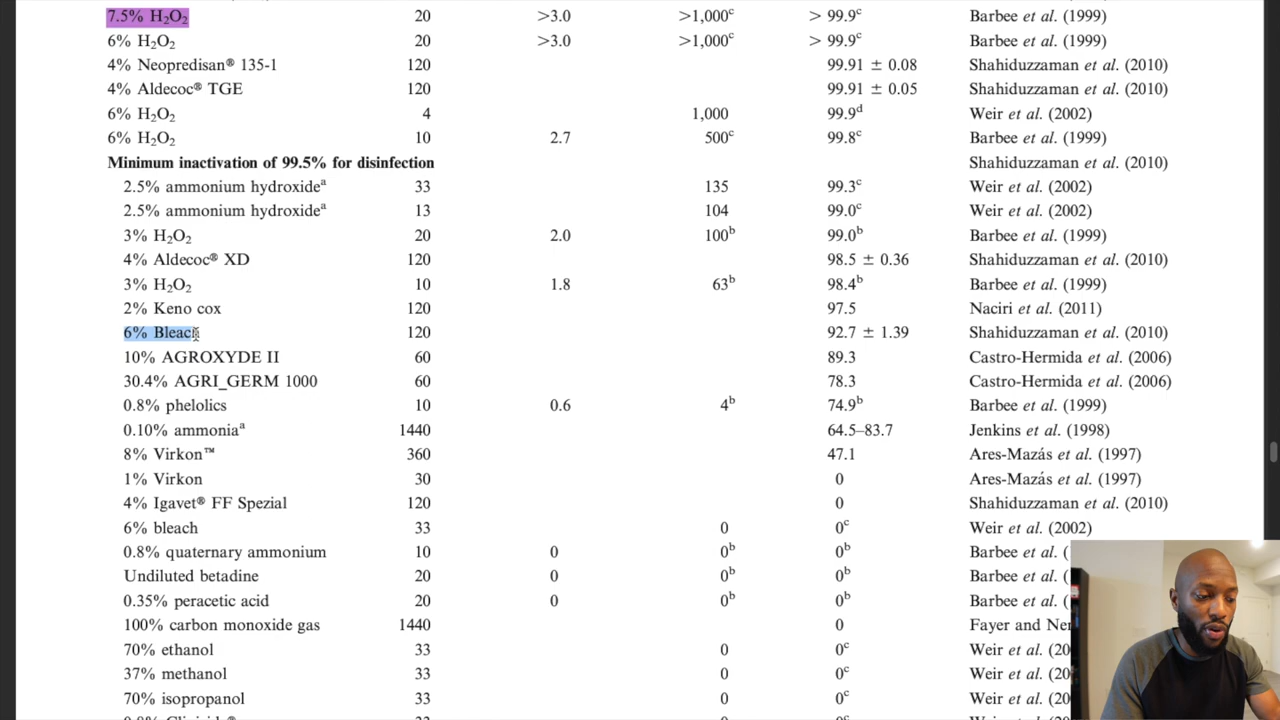 7.5% H₂O₂ 20 >3.0 >1,000ᶜ > 99.9ᶜ Barbee et al. (1999)
6% H₂O₂ 20 >3.0 >1,000ᶜ > 99.9ᶜ Barbee et al. (1999)
4% Neopredisan® 135-1 120 99.91 ± 0.08 Shahiduzzaman et al. (2010)
4% Aldecoc® TGE 120 99.91 ± 0.05 Shahiduzzaman et al. (2010)
6% H₂O₂ 4 1,000 99.9ᵈ Weir et al. (2002)
6% H₂O₂ 10 2.7 500ᶜ 99.8ᶜ Barbee et al. (1999)
Minimum inactivation of 99.5% for disinfection Shahiduzzaman et al. (2010)
2.5% ammonium hydroxideᵃ 33 135 99.3ᶜ Weir et al. (2002)
2.5% ammonium hydroxideᵃ 13 104 99.0ᶜ Weir et al. (2002)
3% H₂O₂ 20 2.0 100ᵇ 99.0ᵇ Barbee et al. (1999)
4% Aldecoc® XD 120 98.5 ± 0.36 Shahiduzzaman et al. (2010)
3% H₂O₂ 10 1.8 63ᵇ 98.4ᵇ Barbee et al. (1999)
2% Keno cox 120 97.5 Naciri et al. (2011)
6% Bleach 120 92.7 ± 1.39 Shahiduzzaman et al. (2010)
10% AGROXYDE II 60 89.3 Castro-Hermida et al. (2006)
30.4% AGRI_GERM 1000 60 78.3 Castro-Hermida et al. (2006)
0.8% phelolics 10 0.6 4ᵇ 74.9ᵇ Barbee et al. (1999)
0.10% ammoniaᵃ 1440 64.5–83.7 Jenkins et al. (1998)
8% Virkon™ 360 47.1 Ares-Mazás et al. (1997)
1% Virkon 30 0 Ares-Mazás et al. (1997)
4% Igavet® FF Spezial 120 0 Shahiduzzaman et al. (2010)
6% bleach 33 0 0ᶜ Weir et al. (2002)
0.8% quaternary ammonium 10 0 0ᵇ 0ᵇ Barbee et al. (
Undiluted betadine 20 0 0ᵇ 0ᵇ Barbee et al. (
0.35% peracetic acid 20 0 0ᵇ 0ᵇ Barbee et al. (
100% carbon monoxide gas 1440 0 Fayer and Ner
70% ethanol 33 0 0ᶜ Weir et al. (20
37% methanol 33 0 0ᶜ Weir et al. (20
70% isopropanol 33 0 0ᶜ Weir et al. (20